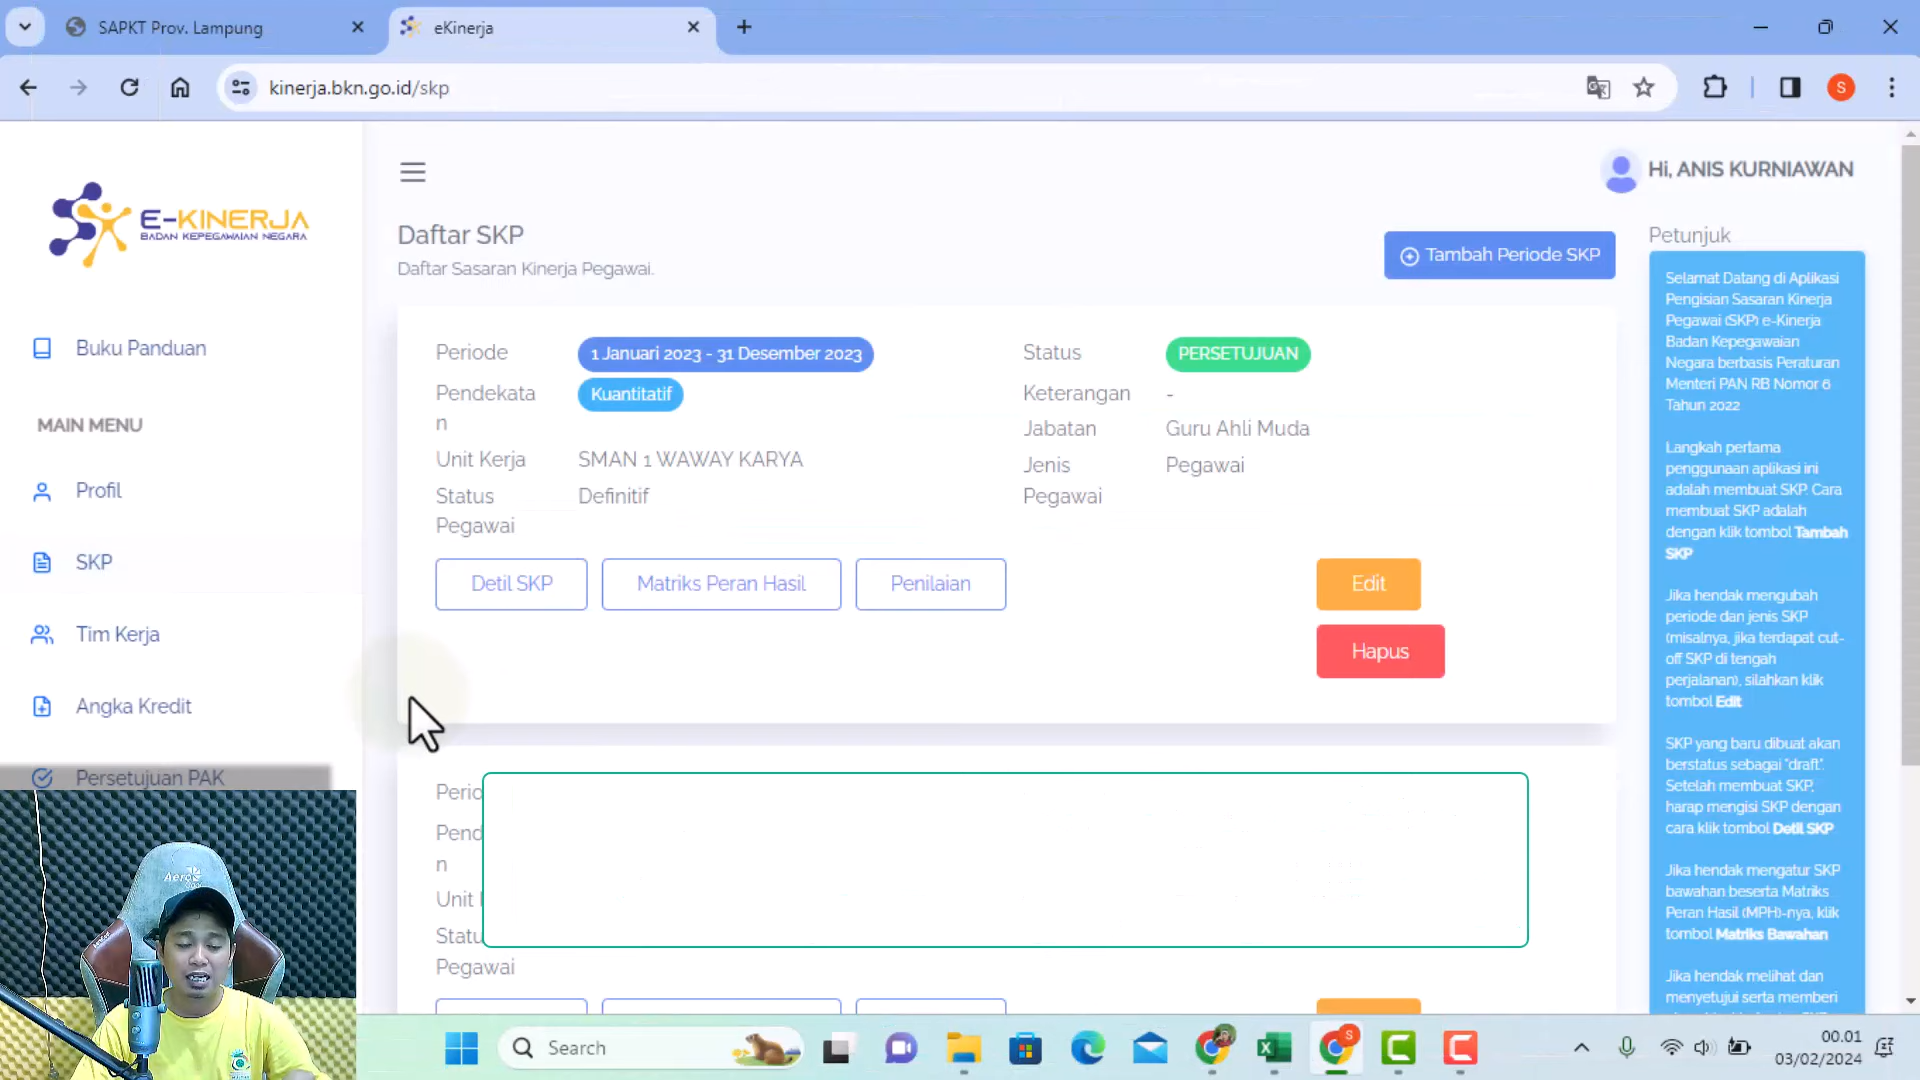 SAPKT Prov. Lampung
eKinerja
kinerja.bkn.go.id/skp
S
E-KINERJA
BADAN KEPEGAWAIAN NEGARA
Buku Panduan
MAIN MENU
Profil
SKP
Tim Kerja
Angka Kredit
Persetujuan PAK
Hi, ANIS KURNIAWAN
Daftar SKP
Daftar Sasaran Kinerja Pegawai.
Tambah Periode SKP
Periode
1 Januari 2023 - 31 Desember 2023
Status
PERSETUJUAN
Pendekata
n
Kuantitatif
Keterangan
-
Jabatan
Guru Ahli Muda
Unit Kerja
SMAN 1 WAWAY KARYA
Jenis
Pegawai
Pegawai
Status
Pegawai
Definitif
Detil SKP
Matriks Peran Hasil
Penilaian
Edit
Hapus
Perio
Pend
n
Unit
Statu
Pegawai
Petunjuk
Selamat Datang di Aplikasi
Pengisian Sasaran Kinerja
Pegawai (SKP) e-Kinerja
Badan Kepegawaian
Negara berbasis Peraturan
Menteri PAN RB Nomor 6
Tahun 2022
Langkah pertama
penggunaan aplikasi ini
adalah membuat SKP. Cara
membuat SKP adalah
dengan klik tombol Tambah
SKP
Jika hendak mengubah
periode dan jenis SKP
(misalnya, jika terdapat cut-
off SKP di tengah
perjalanan), silahkan klik
tombol Edit
SKP yang baru dibuat akan
berstatus sebagai "draft".
Setelah membuat SKP,
harap mengisi SKP dengan
cara klik tombol Detil SKP
Jika hendak mengatur SKP
bawahan beserta Matriks
Peran Hasil (MPH)-nya, klik
tombol Matriks Bawahan
Jika hendak melihat dan
menyetujui serta memberi
Aerocool
Search
S
00.01
03/02/2024